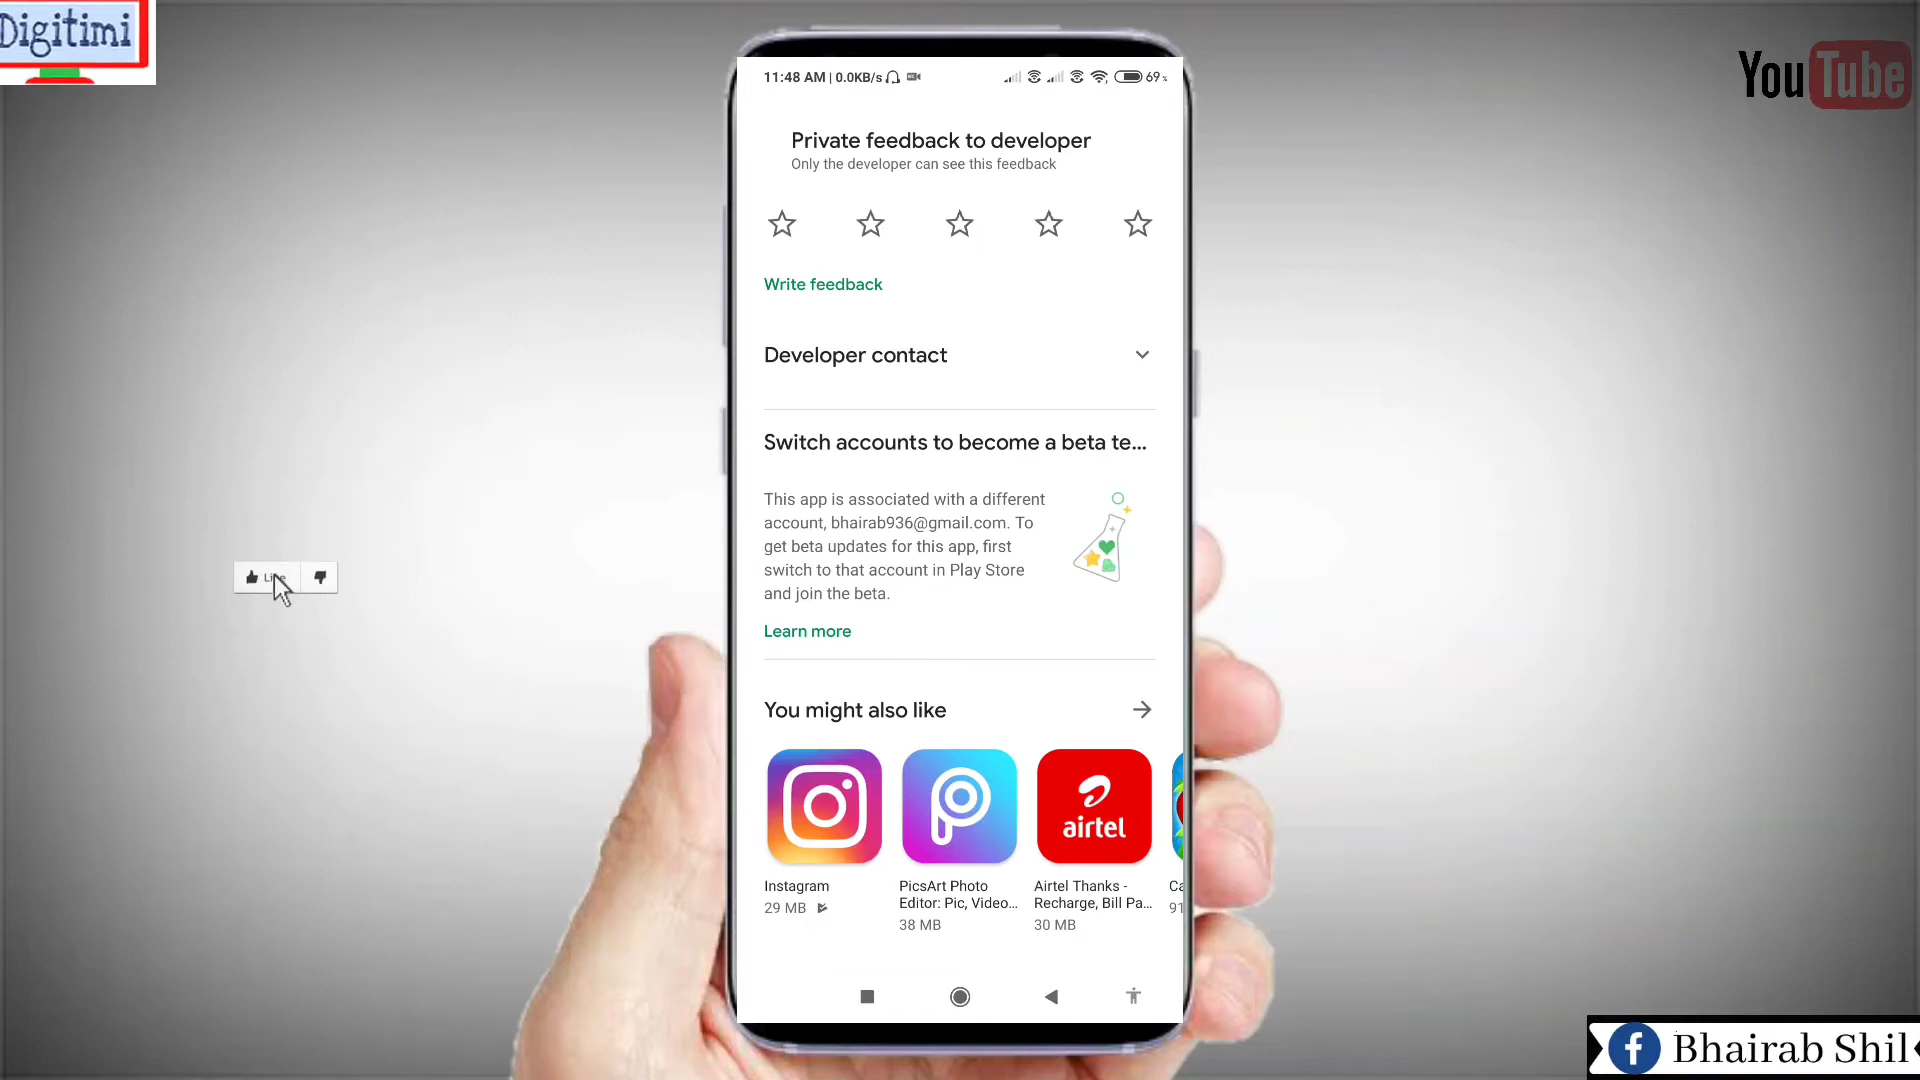 Digitimi
YouTube
11:48 AM | 0.0KB/s
69
Private feedback to developer
Only the developer can see this feedback
Write feedback
Developer contact
Switch accounts to become a beta te...
This app is associated with a different
account, bhairab936@gmail.com. To
get beta updates for this app, first
switch to that account in Play Store
and join the beta.
Learn more
Like
You might also like
airtel
Instagram
PicsArt Photo
Editor: Pic, Video...
Airtel Thanks -
Recharge, Bill Pa...
Ca
29 MB
38 MB
30 MB
91
Bhairab Shil